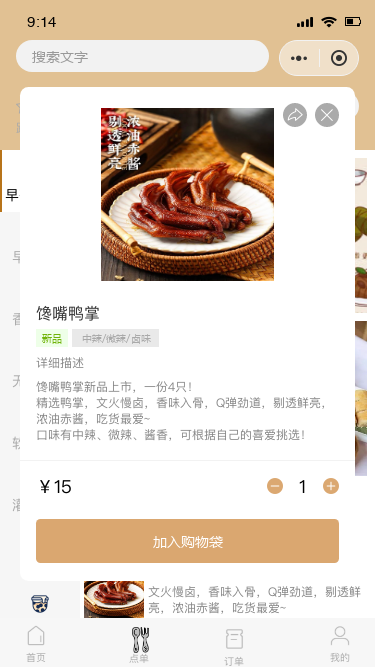 9:14
搜索文字
剔透鲜亮
浓油赤酱
早
早
香
无
软
馋嘴鸭掌
新品
中辣/微辣/卤味
详细描述
馋嘴鸭掌新品上市，一份4只！
精选鸭掌，文火慢卤，香味入骨，Q弹劲道，剔透鲜亮，
浓油赤酱，吃货最爱~
口味有中辣、微辣、酱香，可根据自己的喜爱挑选！
￥15
1
加入购物袋
文火慢卤，香味入骨，Q弹劲道，剔透鲜
亮，浓油赤酱，吃货最爱~
首页
点单
订单
我的